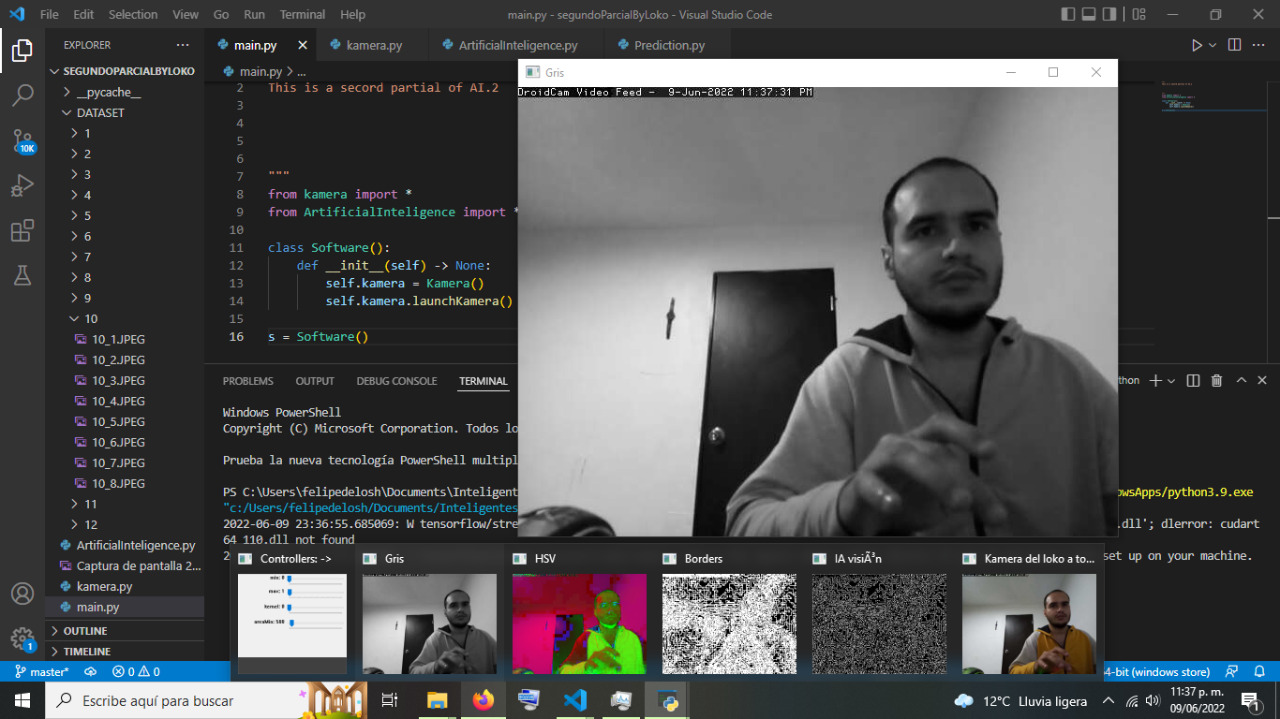 File Edit Selection View Go Run Terminal Help
main.py - segundoParcialByLoko - Visual Studio Code
EXPLORER
SEGUNDOPARCIALBYLOKO
__pycache__
DATASET
1
2
3
4
5
6
7
8
9
10
10_1.JPEG
10_2.JPEG
10_3.JPEG
10_4.JPEG
10_5.JPEG
10_6.JPEG
10_7.JPEG
10_8.JPEG
11
12
ArtificialInteligence.py
Captura de pantalla 2...
kamera.py
main.py
OUTLINE
TIMELINE
10K
1
main.py kamera.py ArtificialInteligence.py Prediction.py
main.py > ...
2 This is a secord partial of AI.2
3
4
5
6
7 """
8 from kamera import *
9 from ArtificialInteligence import *
10
11 class Software():
12 def __init__(self) -> None:
13 self.kamera = Kamera()
14 self.kamera.launchKamera()
15
16 s = Software()
PROBLEMS OUTPUT DEBUG CONSOLE TERMINAL
thon
Windows PowerShell
Copyright (C) Microsoft Corporation. Todos lo
Prueba la nueva tecnología PowerShell multipl
PS C:\Users\felipedelosh\Documents\Inteligent
owsApps/python3.9.exe
"c:/Users/felipedelosh/Documents/Inteligentes
2022-06-09 23:36:55.685069: W tensorflow/stre
.dll'; dlerror: cudart
64_110.dll not found
2
set up on your machine.
Gris
DroidCam Video Feed - 9-Jun-2022 11:37:31 PM
Controllers: -> Gris HSV Borders IA visiÃ³n Kamera del loko a to...
min: 0
max: 1
kernel: 0
areaMin: 500
master* 0 0
4-bit (windows store)
Escribe aquí para buscar
12°C Lluvia ligera
11:37 p. m.
09/06/2022
1